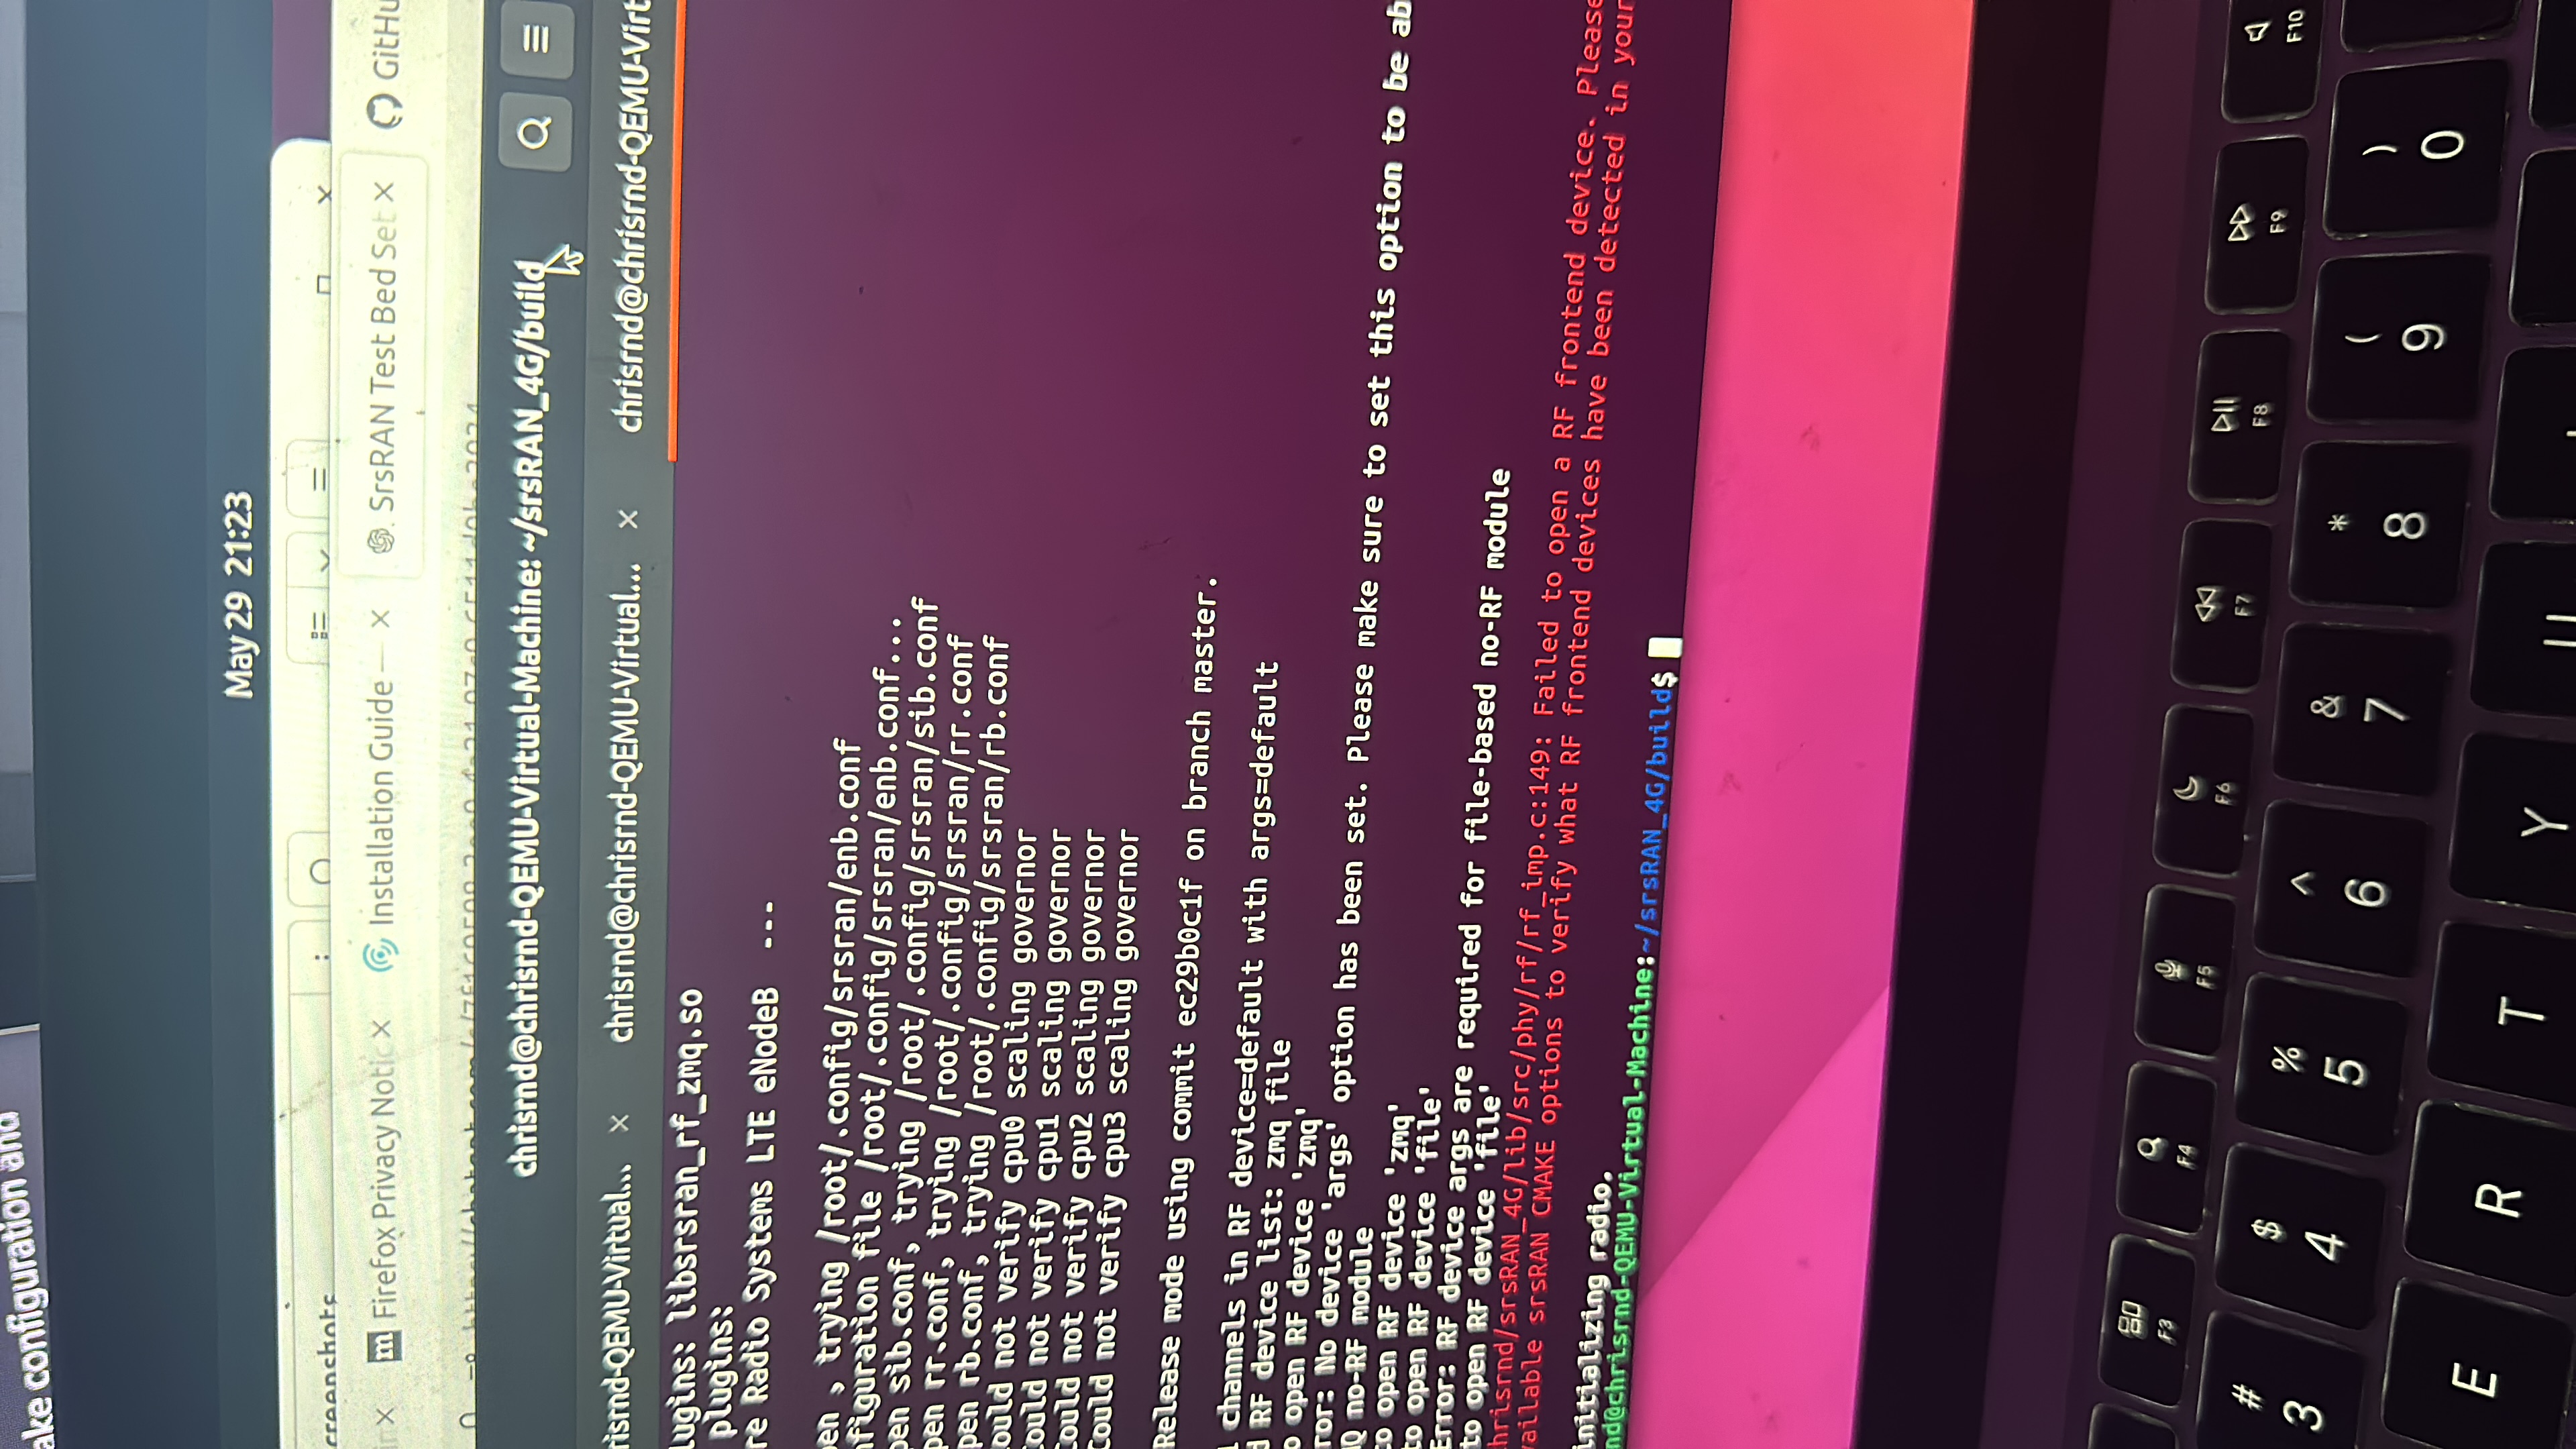 ake configuration and
May 29 21:23
creenshots
Firefox Privacy Notic
Installation Guide —
SrsRAN Test Bed Set
GitHu
chrisrnd@chrisrnd-QEMU-Virtual-Machine: ~/srsRAN_4G/build
risrnd-QEMU-Virtual...
chrisrnd@chrisrnd-QEMU-Virtual...
chrisrnd@chrisrnd-QEMU-Virt
lugins: libsrsran_rf_zmq.so
plugins:
re Radio Systems LTE eNodeB ---
pen , trying /root/.config/srsran/enb.conf
nfiguration file /root/.config/srsran/enb.conf...
pen sib.conf, trying /root/.config/srsran/sib.conf
pen rr.conf, trying /root/.config/srsran/rr.conf
pen rb.conf, trying /root/.config/srsran/rb.conf
ould not verify cpu0 scaling governor
Could not verify cpu1 scaling governor
Could not verify cpu2 scaling governor
Could not verify cpu3 scaling governor
Release mode using commit ec29b0c1f on branch master.
l channels in RF device=default with args=default
d RF device list: zmq file
o open RF device 'zmq'
ror: No device 'args' option has been set. Please make sure to set this option to be ab
MQ no-RF module
to open RF device 'zmq'
to open RF device 'file'
Error: RF device args are required for file-based no-RF module
to open RF device 'file'
chrisrnd/srsRAN_4G/lib/src/phy/rf/rf_imp.c:149: Failed to open a RF frontend device. Please
vailable srsRAN CMAKE options to verify what RF frontend devices have been detected in your
initializing radio.
nd@chrisrnd-QEMU-Virtual-Machine:~/srsRAN_4G/build$
F3
F4
F5
F6
F7
F8
F9
F10
# $ % ^ & * ( )
3 4 5 6 7 8 9 0
E R T Y U